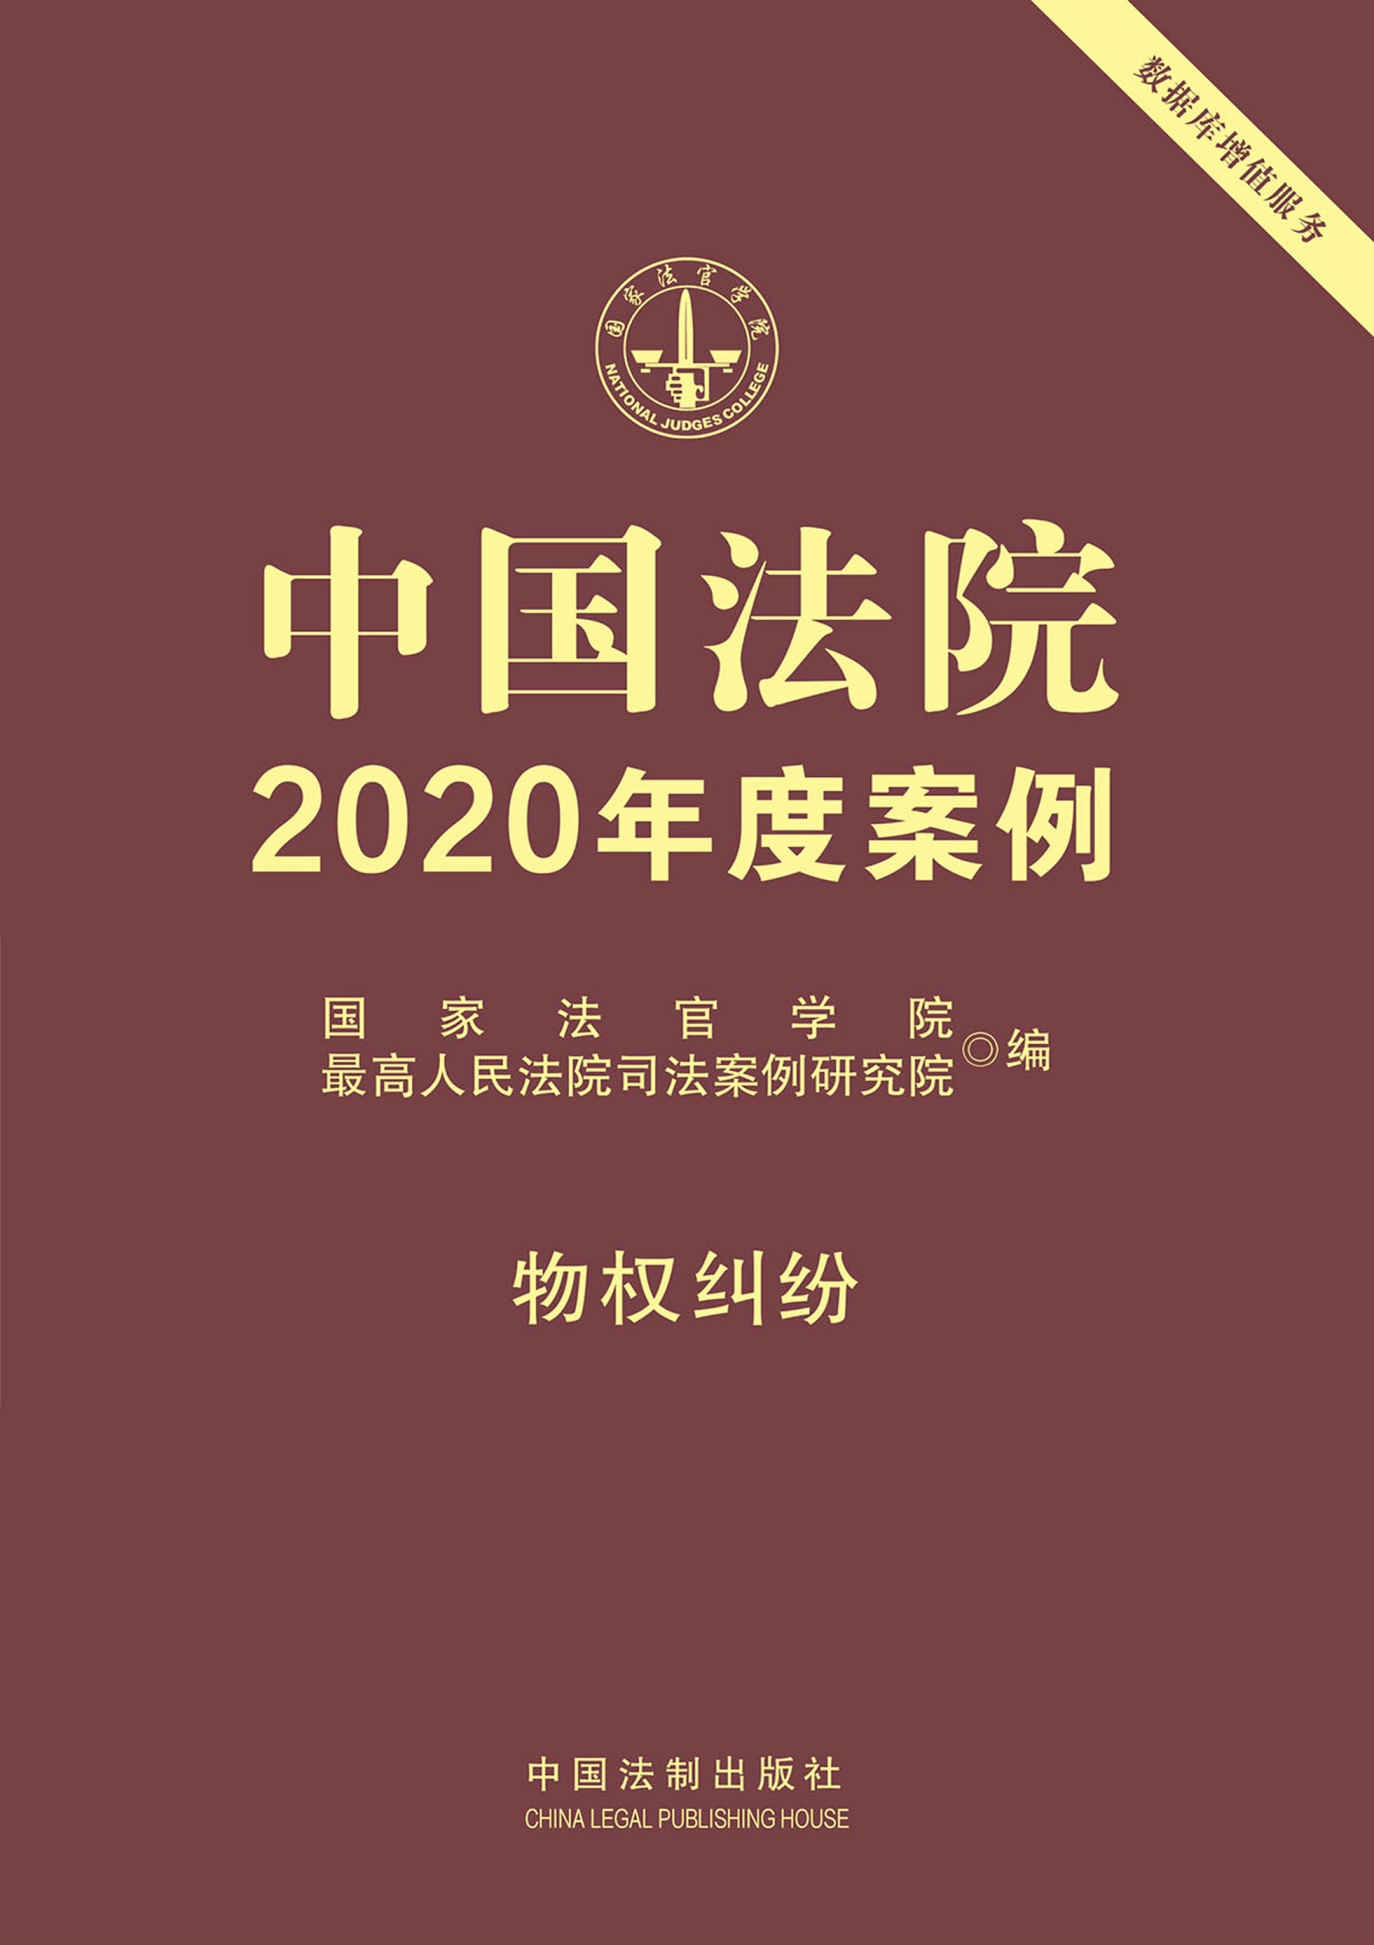 数据库增值服务
国家法官学院
NATIONAL JUDGES COLLEGE
中国法院
2020年度案例
国家法官学院
最高人民法院司法案例研究院◎编
物权纠纷
中国法制出版社
CHINA LEGAL PUBLISHING HOUSE